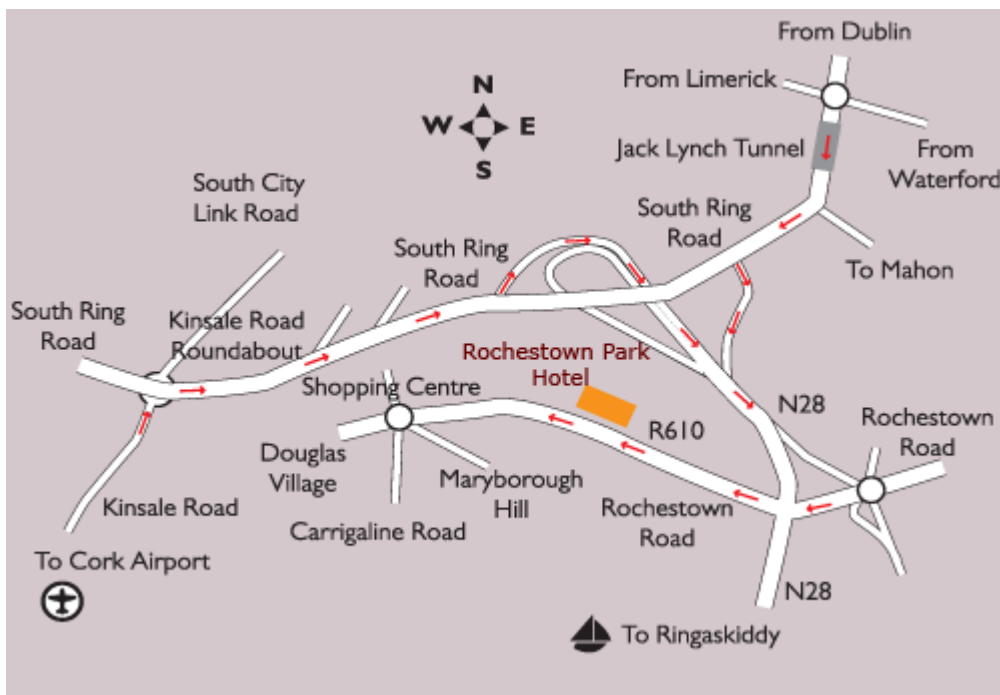 From Dublin
From Limerick
N
W E
S
Jack Lynch Tunnel
From
Waterford
South City
Link Road
South Ring
Road
South Ring
Road
To Mahon
South Ring
Road
Kinsale Road
Roundabout
Rochestown Park
Hotel
Shopping Centre
N28
Rochestown
Road
R610
Douglas
Village
Maryborough
Hill
Kinsale Road
Carrigaline Road
Rochestown
Road
To Cork Airport
N28
To Ringaskiddy